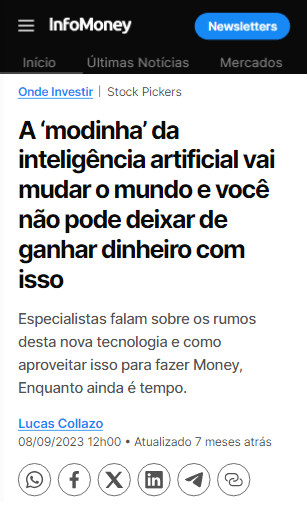 InfoMoney
Newsletters
Início Últimas Notícias Mercados
Onde Investir | Stock Pickers
A ‘modinha’ da
inteligência artificial vai
mudar o mundo e você
não pode deixar de
ganhar dinheiro com
isso
Especialistas falam sobre os rumos
desta nova tecnologia e como
aproveitar isso para fazer Money,
Enquanto ainda é tempo.
Lucas Collazo
08/09/2023 12h00 • Atualizado 7 meses atrás